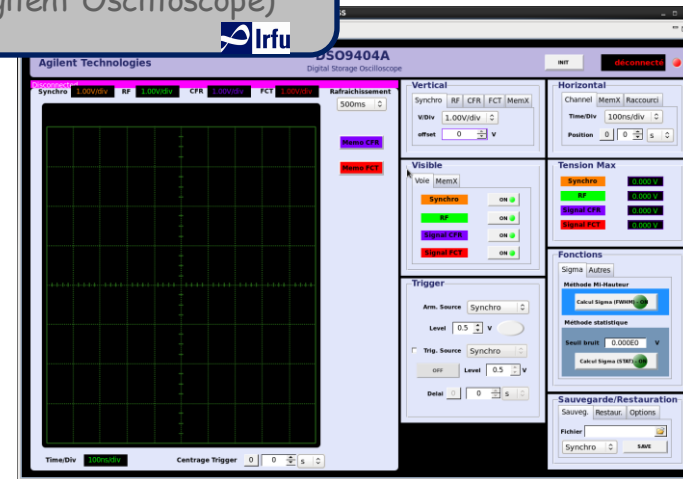 Agilent Oscilloscope)
Irfu
Agilent Technologies
DSO9404A
Digital Storage Oscilloscope
INIT
déconnecté
Disconnected
Synchro 1.00V/div RF 1.00V/div CFR 1.00V/div FCT 1.00V/div
Rafraichissement
500ms
Memo CFR
Memo FCT
Time/Div 100ns/div Centrage Trigger 0 0 s
Vertical
Synchro RF CFR FCT MemX
V/Div 1.00V/div
offset 0 V
Visible
Voie MemX
Synchro ON
RF ON
Signal CFR ON
Signal FCT ON
Trigger
Arm. Source Synchro
Level 0.5 V
Trig. Source Synchro
OFF Level 0.5 V
Delai 0 0 s
Horizontal
Channel MemX Raccourci
Time/Div 100ns/div
Position 0 0 s
Tension Max
Synchro 0.000 V
RF 0.000 V
Signal CFR 0.000 V
Signal FCT 0.000 V
Fonctions
Sigma Autres
Méthode Mi-Hauteur
Calcul Sigma (FWHM) - ON
Méthode statistique
Seuil bruit 0.000E0 V
Calcul Sigma (STAT) - ON
Sauvegarde/Restauration
Sauveg. Restaur. Options
Fichier
Synchro SAVE